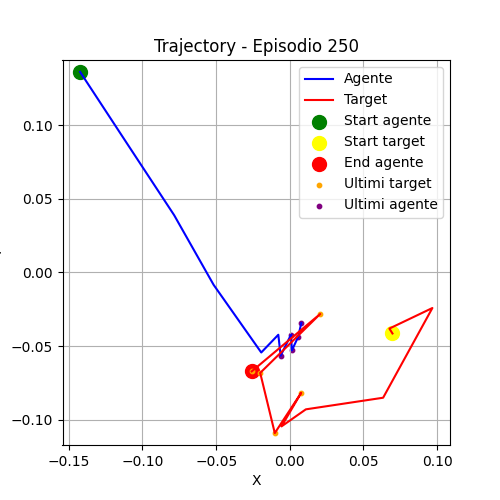 Trajectory - Episodio 250
Agente
Target
Start agente
Start target
End agente
Ultimi target
Ultimi agente
0.10
0.05
0.00
−0.05
−0.10
−0.15
−0.10
−0.05
0.00
0.05
0.10
X